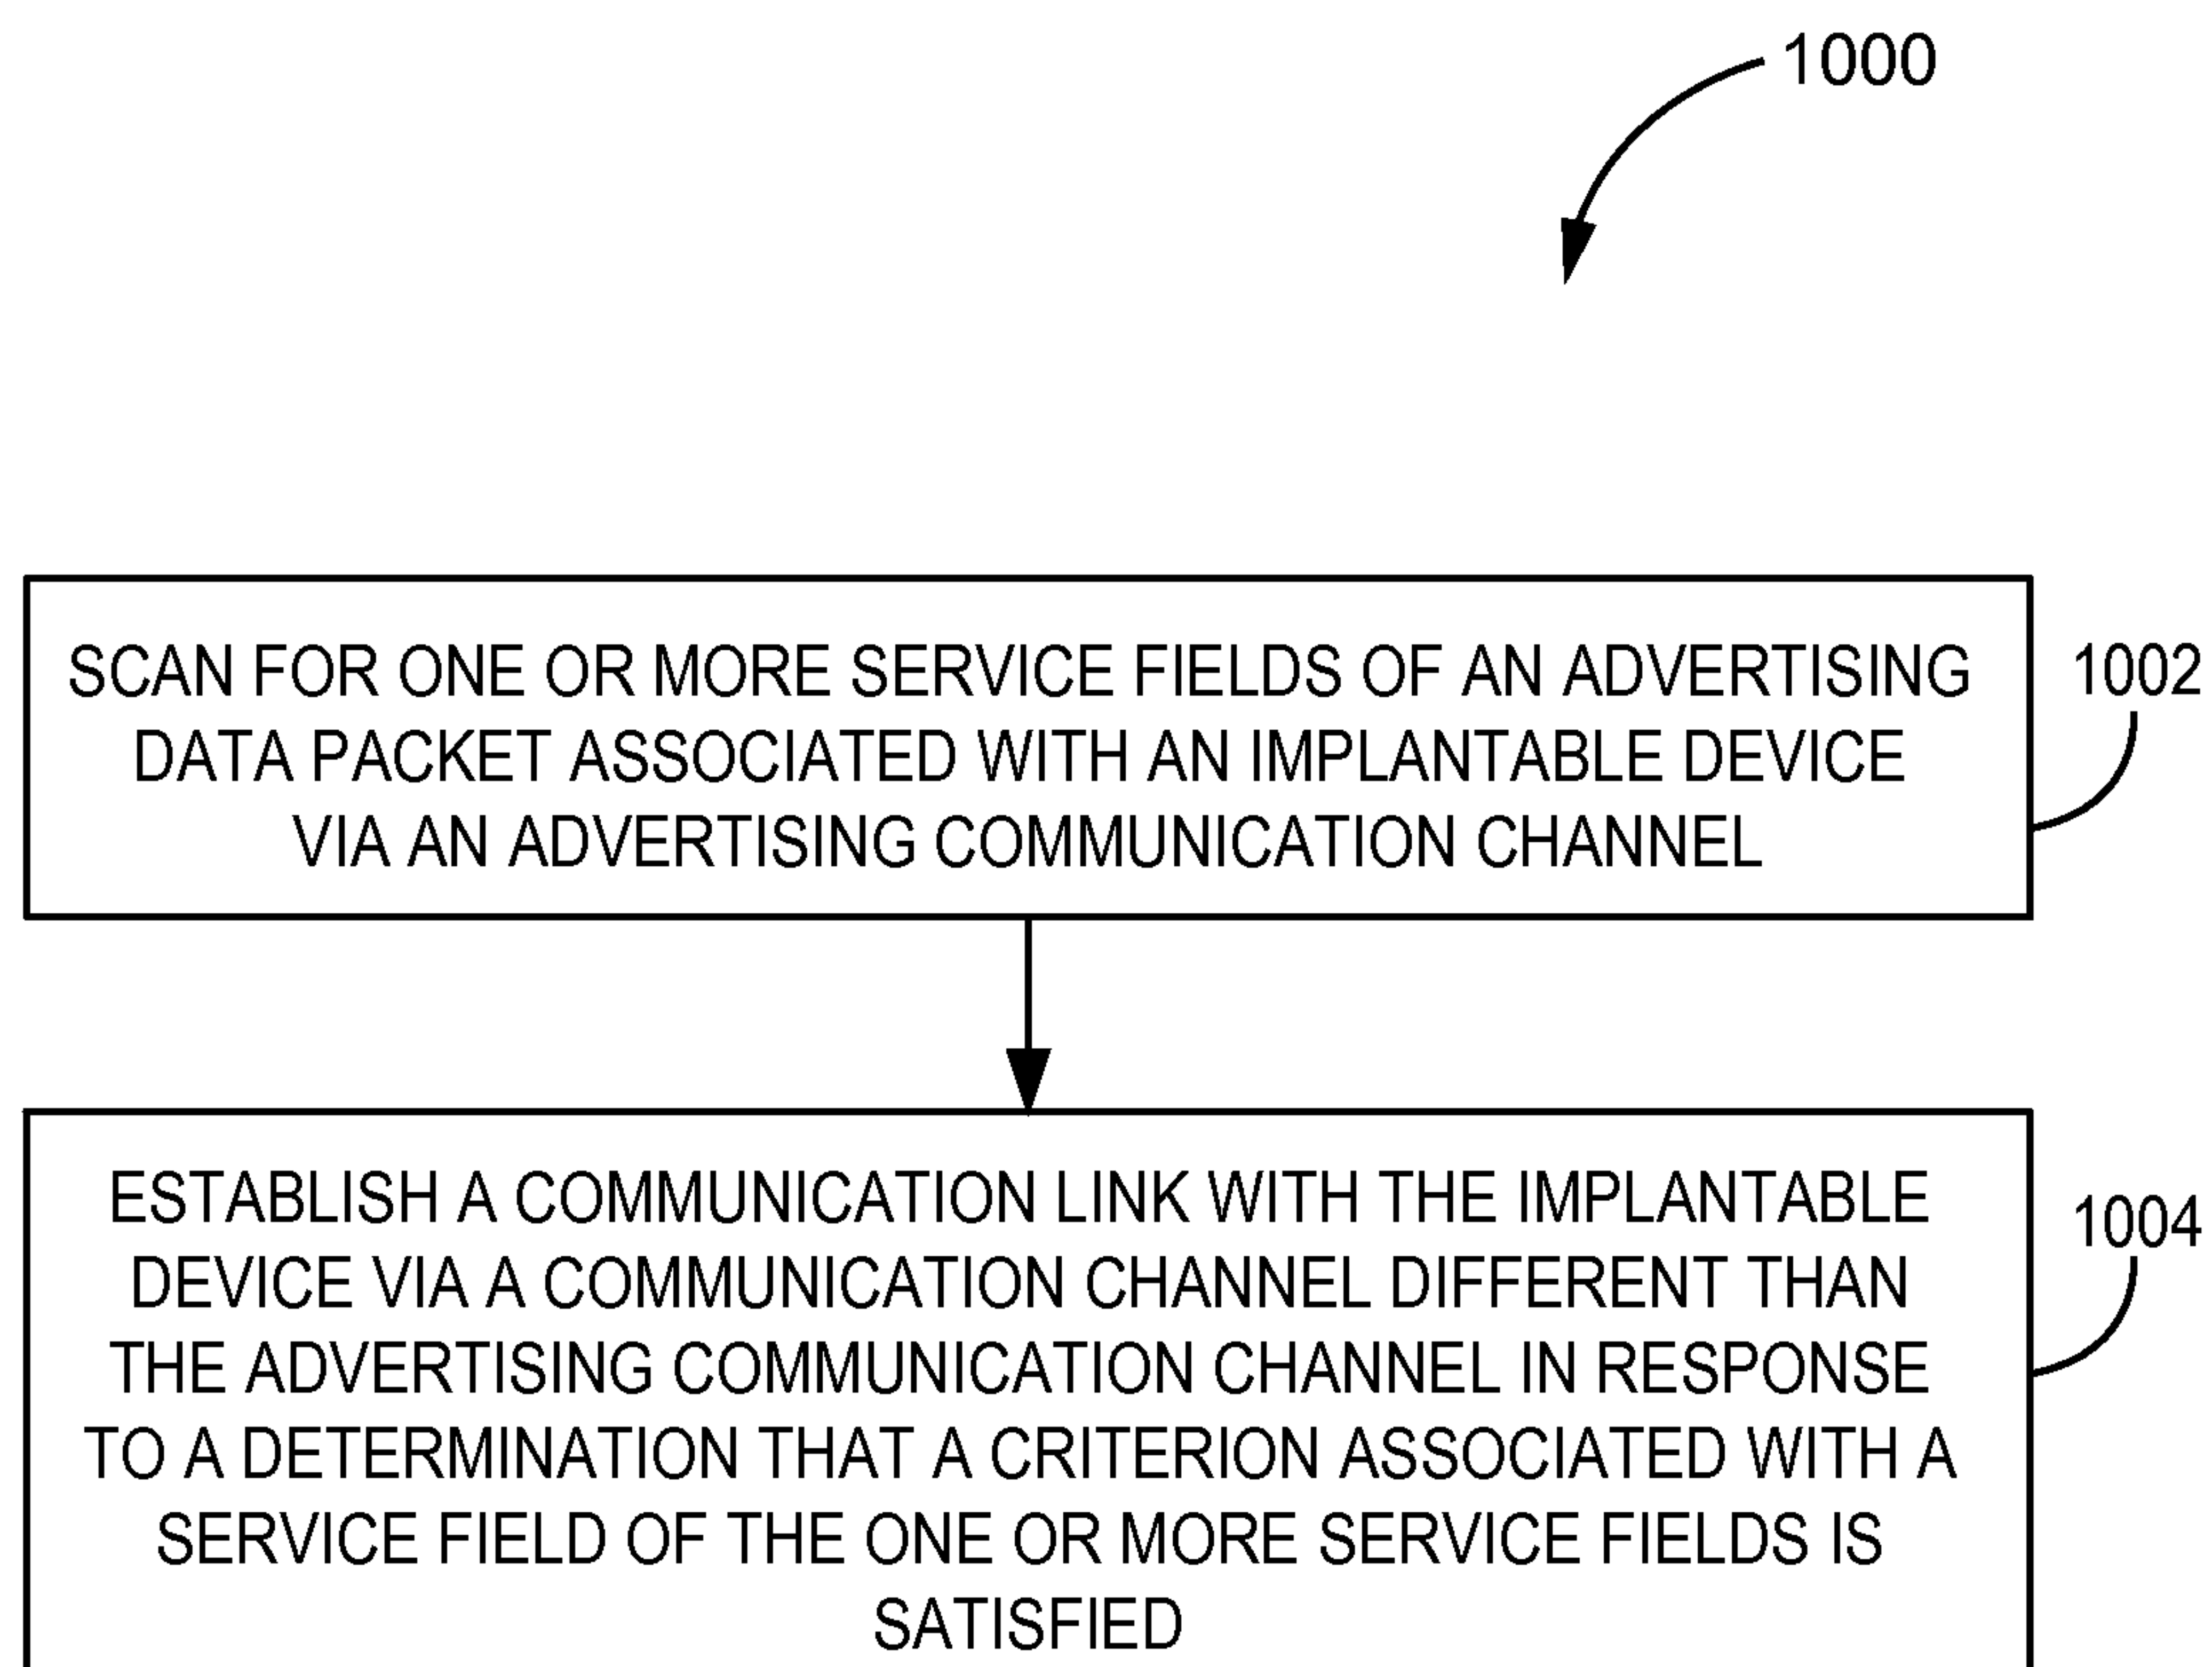 1000
SCAN FOR ONE OR MORE SERVICE FIELDS OF AN ADVERTISING
DATA PACKET ASSOCIATED WITH AN IMPLANTABLE DEVICE
VIA AN ADVERTISING COMMUNICATION CHANNEL
1002
ESTABLISH A COMMUNICATION LINK WITH THE IMPLANTABLE
DEVICE VIA A COMMUNICATION CHANNEL DIFFERENT THAN
THE ADVERTISING COMMUNICATION CHANNEL IN RESPONSE
TO A DETERMINATION THAT A CRITERION ASSOCIATED WITH A
SERVICE FIELD OF THE ONE OR MORE SERVICE FIELDS IS
SATISFIED
1004